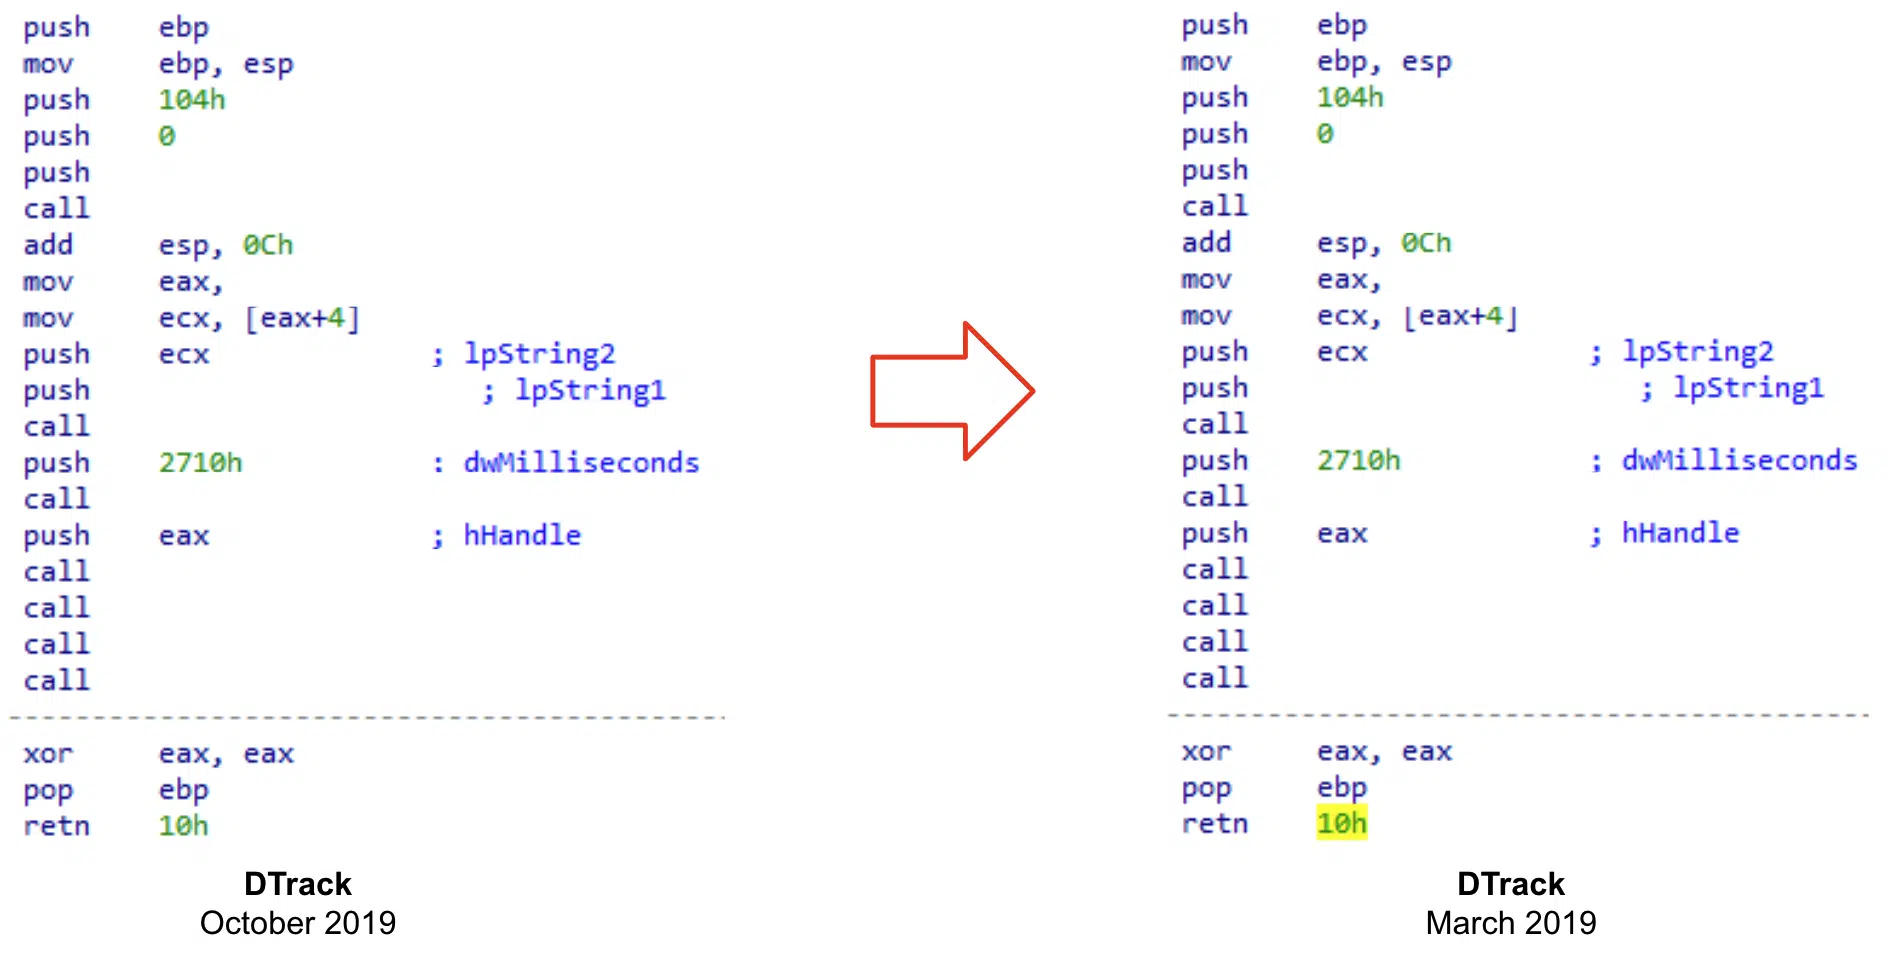 push ebp
mov ebp, esp
push 104h
push 0
push
call
add esp, 0Ch
mov eax,
mov ecx, [eax+4]
push ecx ; lpString2
push ; lpString1
call
push 2710h : dwMilliseconds
call
push eax ; hHandle
call
call
call
call
xor eax, eax
pop ebp
retn 10h
DTrack
October 2019
push ebp
mov ebp, esp
push 104h
push 0
push
call
add esp, 0Ch
mov eax,
mov ecx, [eax+4]
push ecx ; lpString2
push ; lpString1
call
push 2710h ; dwMilliseconds
call
push eax ; hHandle
call
call
call
call
xor eax, eax
pop ebp
retn 10h
DTrack
March 2019